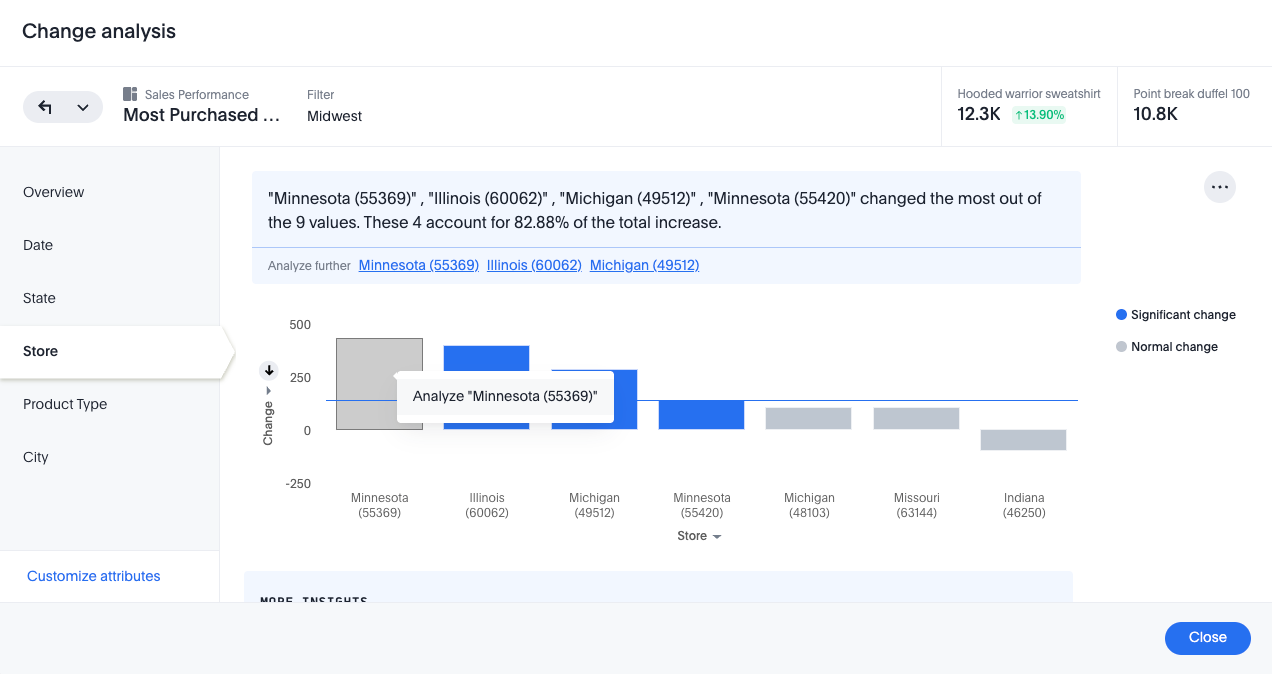 Change analysis
Sales Performance
Most Purchased ...
Filter
Midwest
Hooded warrior sweatshirt
12.3K ↑13.90%
Point break duffel 100
10.8K
Overview
Date
State
Store
Product Type
City
Customize attributes
"Minnesota (55369)" , "Illinois (60062)" , "Michigan (49512)" , "Minnesota (55420)" changed the most out of
the 9 values. These 4 account for 82.88% of the total increase.
Analyze further Minnesota (55369) Illinois (60062) Michigan (49512)
Significant change
Normal change
500
250
0
-250
Change
Analyze "Minnesota (55369)"
Minnesota
(55369)
Illinois
(60062)
Michigan
(49512)
Minnesota
(55420)
Michigan
(48103)
Missouri
(63144)
Indiana
(46250)
Store
MORE INSIGHTS
Close